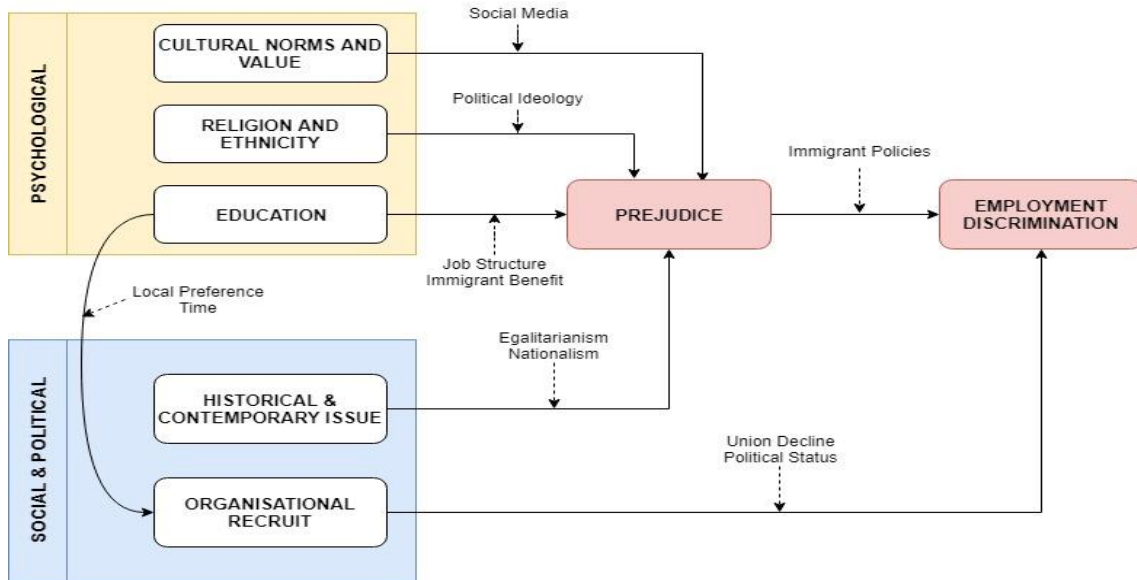 Social Media
CULTURAL NORMS AND
VALUE
Political Ideology
RELIGION AND
ETHNICITY
Immigrant Policies
PSYCHOLOGICAL
EDUCATION
PREJUDICE
EMPLOYMENT
DISCRIMINATION
Job Structure
Immigrant Benefit
Local Preference
Time
Egalitarianism
Nationalism
SOCIAL & POLITICAL
HISTORICAL &
CONTEMPORARY ISSUE
Union Decline
Political Status
ORGANISATIONAL
RECRUIT